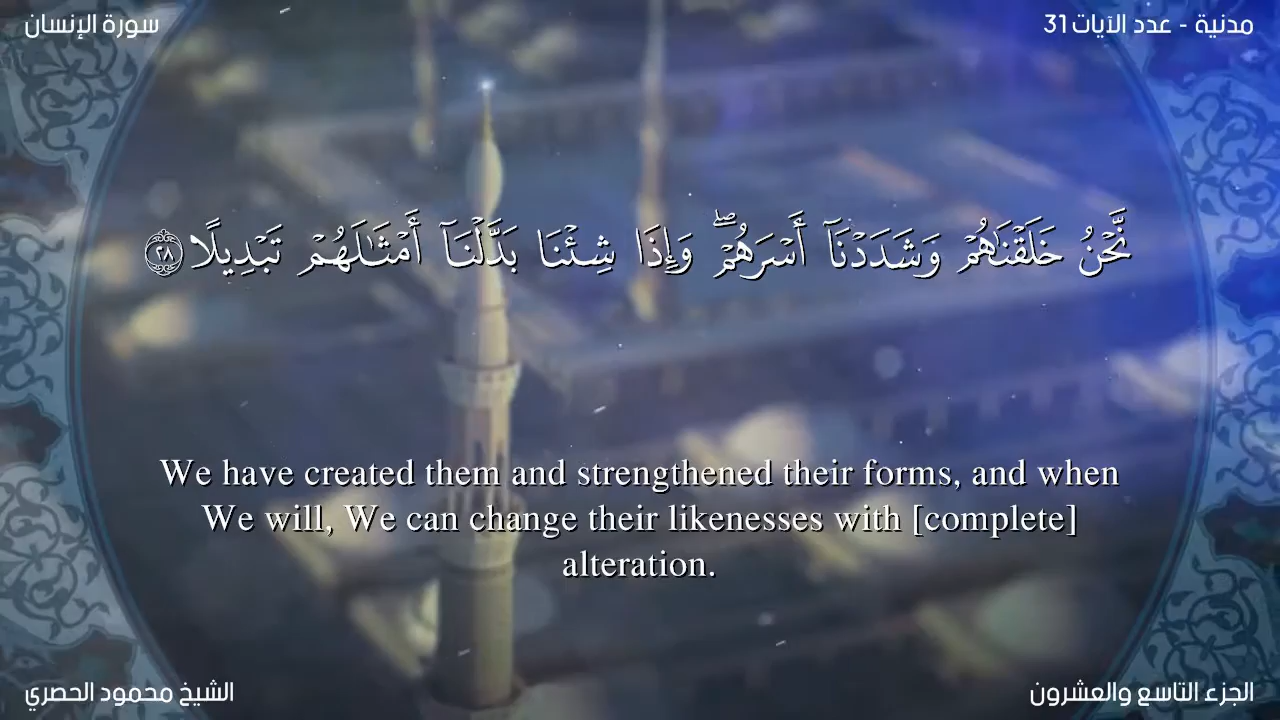 سورة الإنسان
مدنية - عدد الآيات 31
نَّحْنُ خَلَقْنَـٰهُمْ وَشَدَدْنَآ أَسْرَهُمْ ۖ وَإِذَا شِئْنَا بَدَّلْنَآ أَمْثَـٰلَهُمْ تَبْدِيلًا ٢٨
We have created them and strengthened their forms, and when
We will, We can change their likenesses with [complete]
alteration.
الشيخ محمود الحصري
الجزء التاسع والعشرون